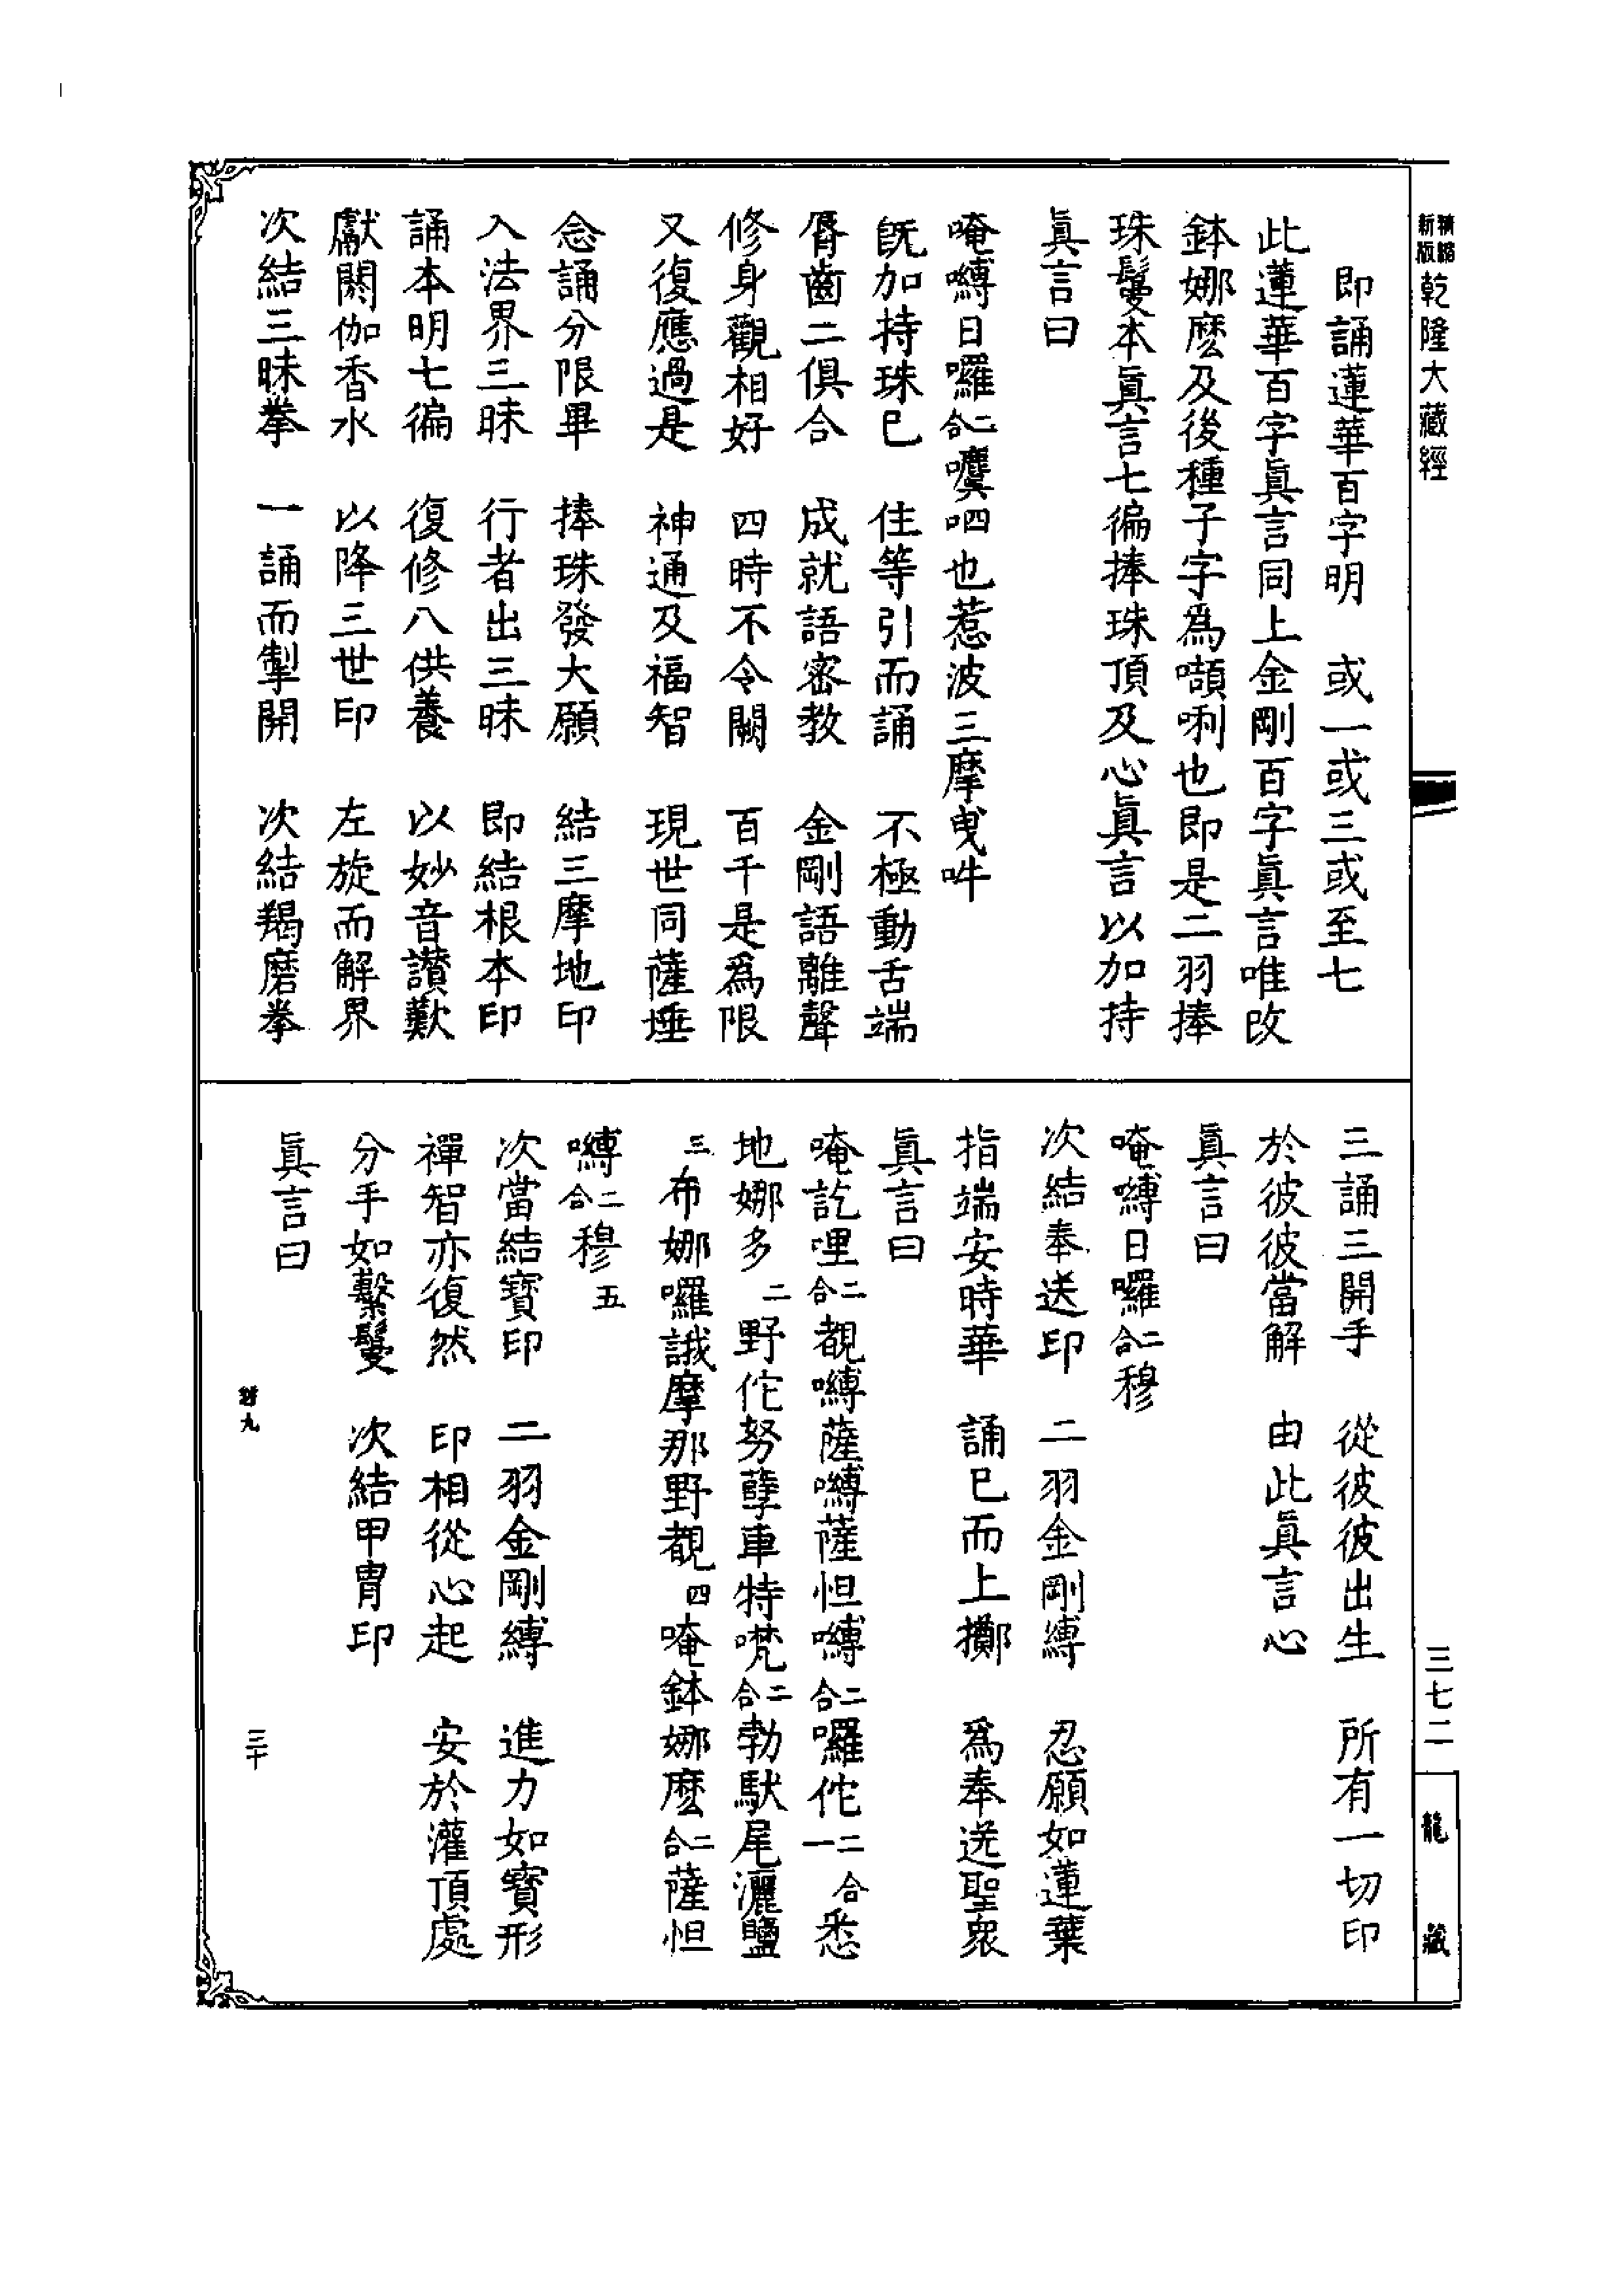 精縮新版乾隆大藏經
即誦蓮華百字明　或一或三或至七
此蓮華百字眞言同上金剛百字眞言唯改
鉢娜麽及後種子字爲嚬唎也即是二羽捧
珠鬘本眞言七徧捧珠頂及心眞言以加持
眞言曰
唵嚩日囉二合嚶呬也惹波三摩曵吽
既加持珠已　住等引而誦　不極動舌端
脣齒二俱合　成就語密教　金剛語離聲
修身觀相好　四時不令闕　百千是爲限
又復應過是　神通及福智　現世同薩埵
念誦分限畢　捧珠發大願　結三摩地印
入法界三昧　行者出三昧　即結根本印
誦本明七徧　復修八供養　以妙音讃歎
獻閼伽香水　以降三世印　左旋而解界
次結三昧拳　一誦而掣開　次結羯磨拳
三誦三開手　從彼彼出生　所有一切印
於彼彼當解　由此眞言心
眞言曰
唵嚩日囉二合穆
次結奉送印　二羽金剛縛　忍願如蓮葉
指端安時華　誦已而上擲　爲奉送聖衆
眞言曰
唵訖哩二合覩嚩薩嚩薩怛嚩二合囉佗二合一悉
地娜多二野佗努孽車特梵二合勃馱尾灑鹽
三布娜囉誐摩那野覩四唵鉢娜麽二合薩怛
嚩二合穆五
次當結寶印　二羽金剛縛　進力如寶形
禪智亦復然　印相從心起　安於灌頂處
分手如繫鬘　次結甲冑印
眞言曰
九
三十
三七二
龍藏